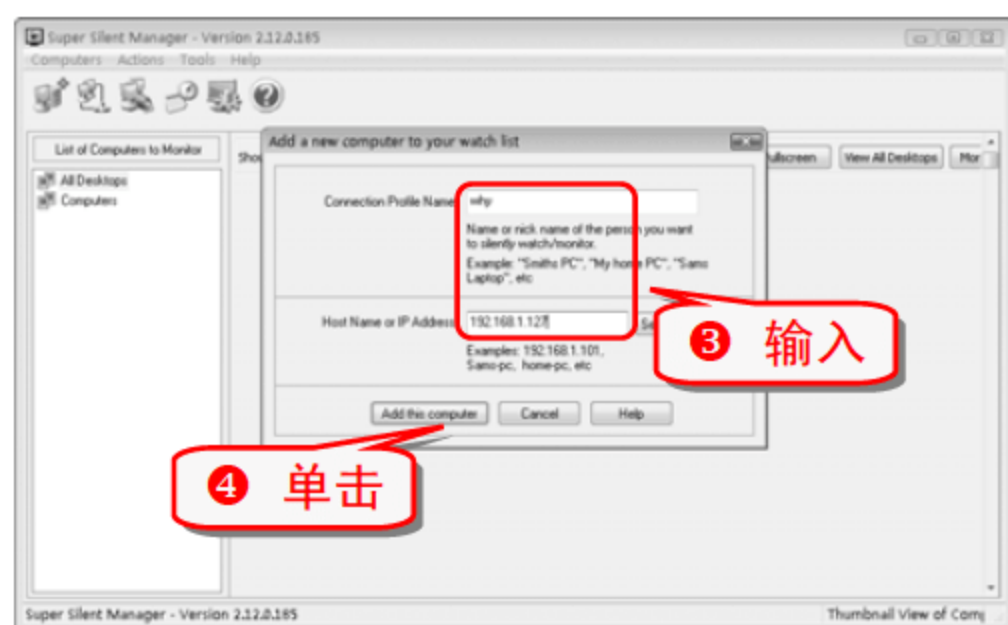 Super Silent Manager - Version 2.12.0.185
Computers Actions Tools Help
List of Computers to Monitor
View All Desktops
All Desktops
Computers
Add a new computer to your watch list
Connection Profile Name
why
Name or nick name of the person you want
to silently watch/monitor.
Example: "Smiths PC", "My home PC", "Sams
Laptop", etc
Host Name or IP Address
192.168.1.127
Examples: 192.168.1.101,
Sams-pc, home-pc, etc
❸ 输入
Add this computer Cancel Help
❹ 单击
Super Silent Manager - Version 2.12.0.185
Thumbnail View of